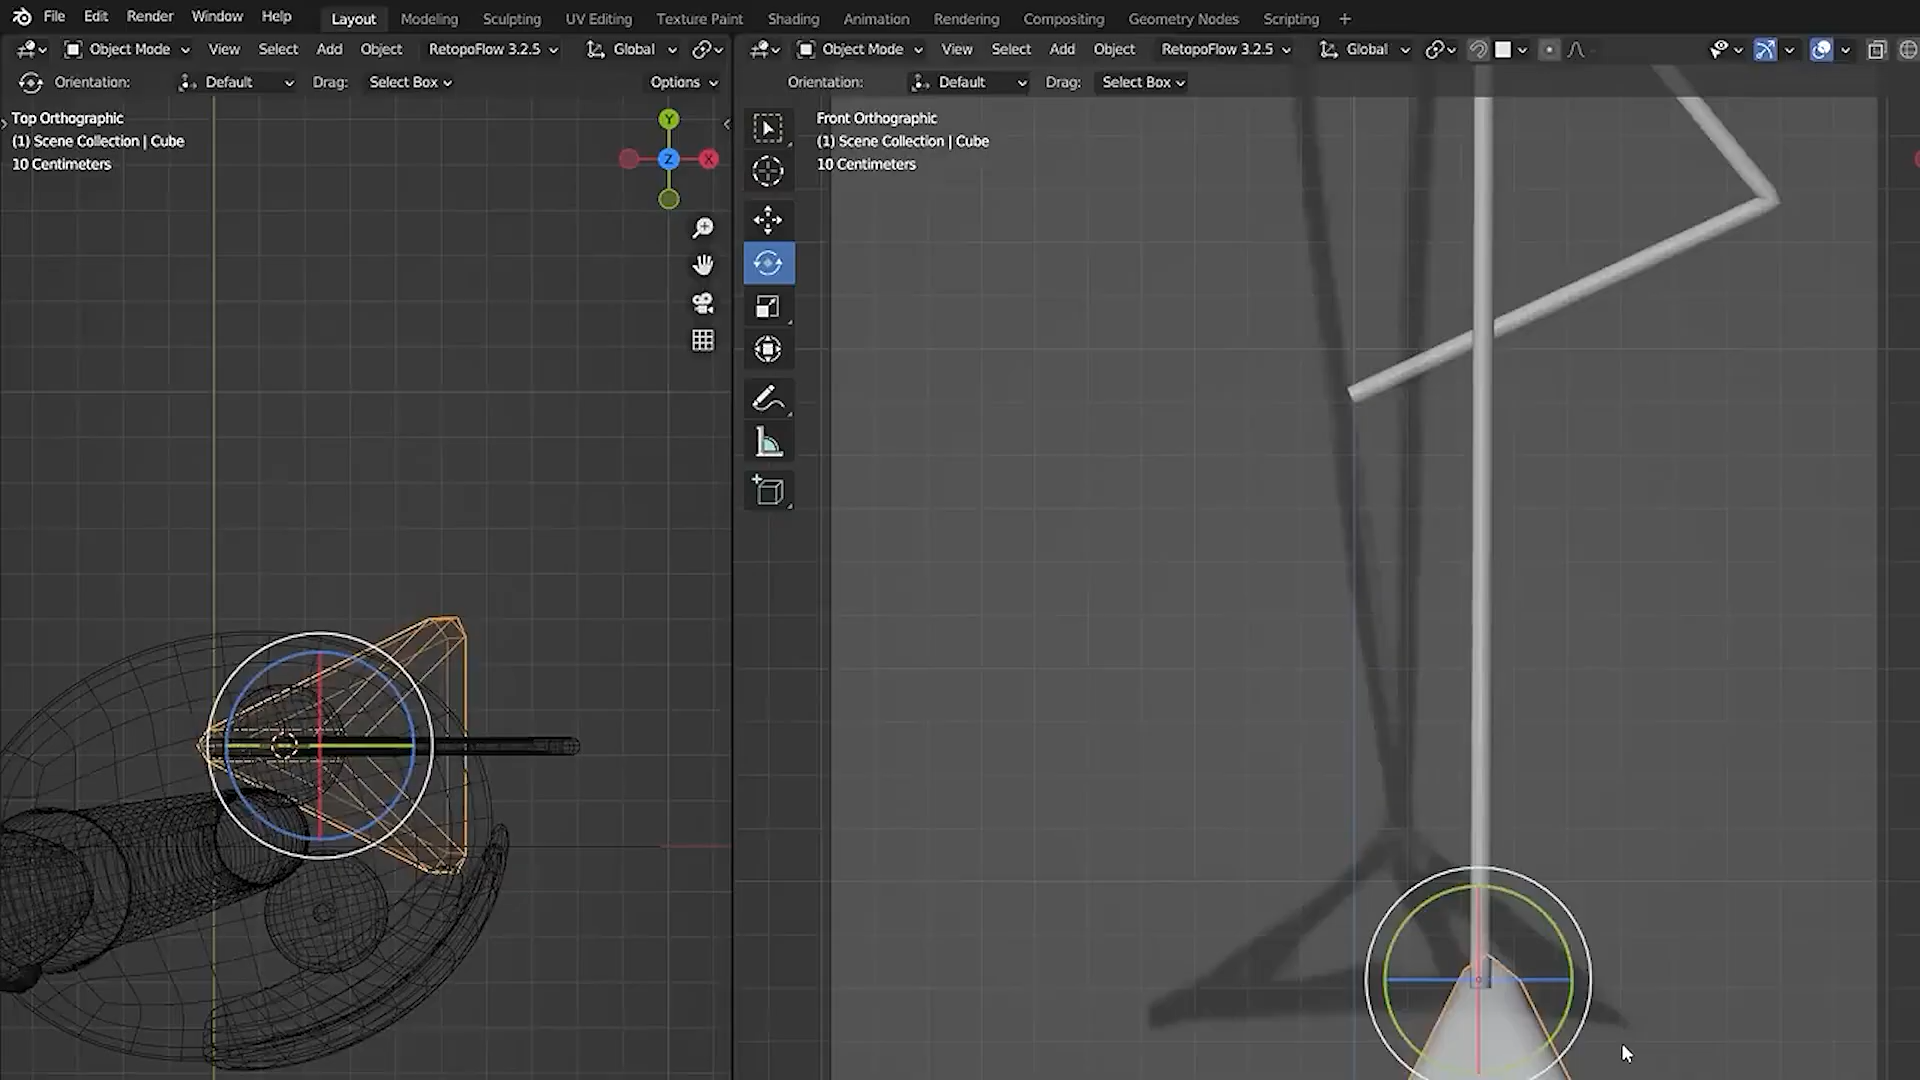 File Edit Render Window Help Layout Modeling Sculpting UV Editing Texture Paint Shading Animation Rendering Compositing Geometry Nodes Scripting +
Object Mode View Select Add Object RetopoFlow 3.2.5 Global
Orientation: Default Drag: Select Box Options
Top Orthographic
(1) Scene Collection | Cube
10 Centimeters
Y
Z
X
Object Mode View Select Add Object RetopoFlow 3.2.5 Global
Orientation: Default Drag: Select Box
Front Orthographic
(1) Scene Collection | Cube
10 Centimeters